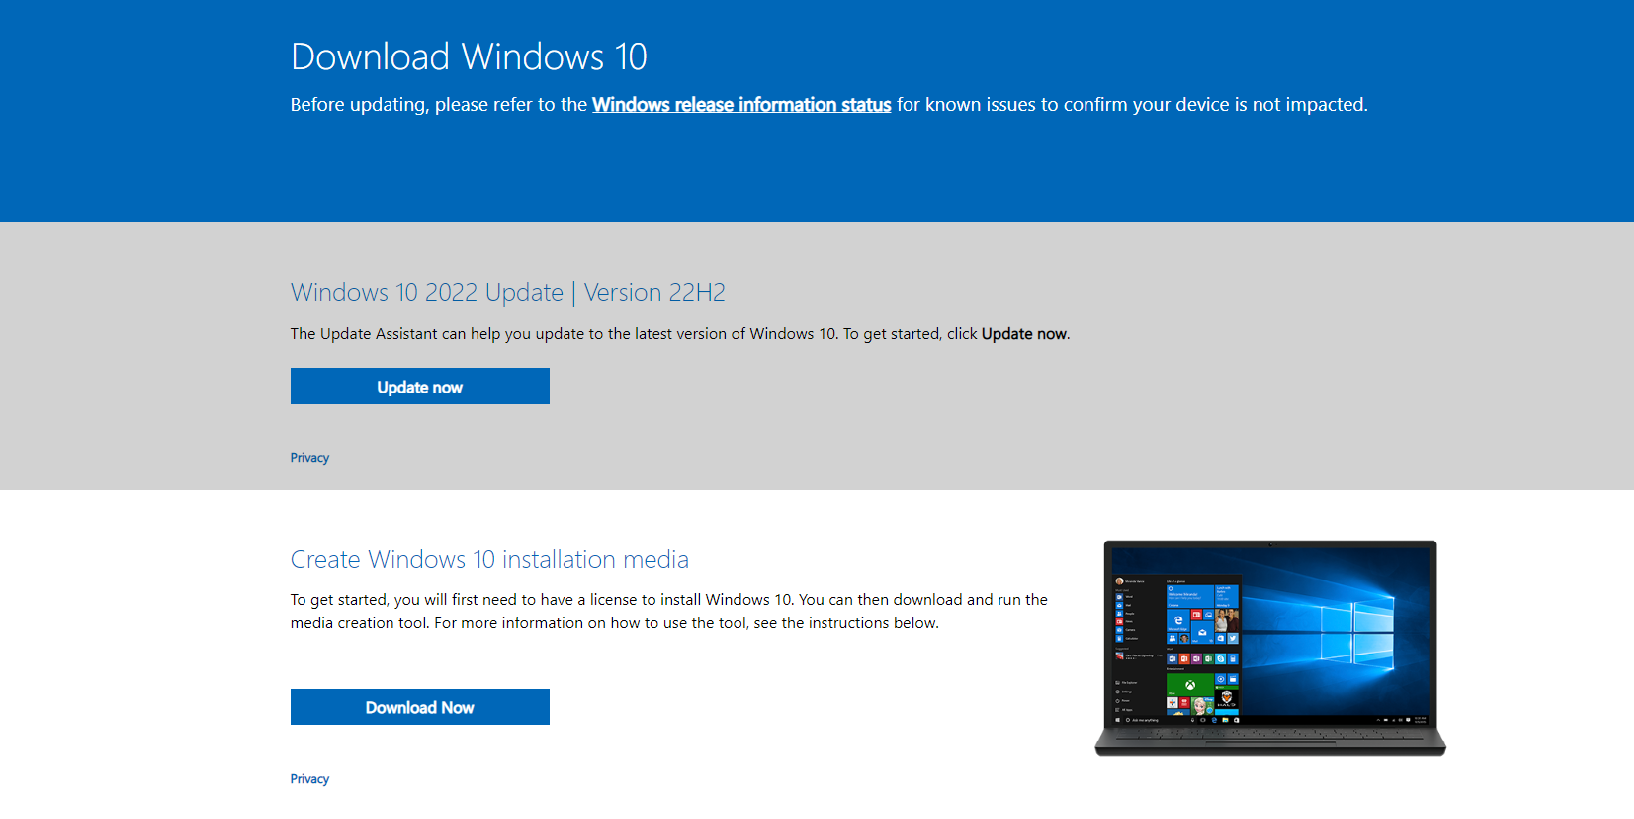 Download Windows 10
Before updating, please refer to the Windows release information status for known issues to confirm your device is not impacted.
Windows 10 2022 Update | Version 22H2
The Update Assistant can help you update to the latest version of Windows 10. To get started, click Update now.
Update now
Privacy
Create Windows 10 installation media
To get started, you will first need to have a license to install Windows 10. You can then download and run the
media creation tool. For more information on how to use the tool, see the instructions below.
Download Now
Privacy